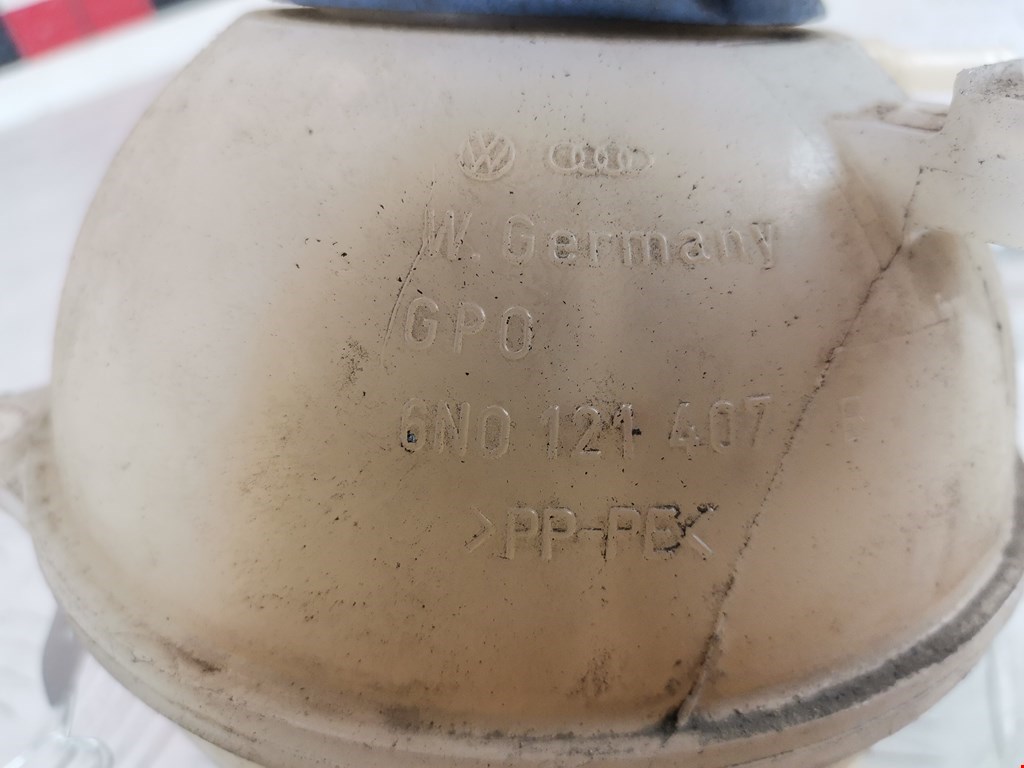 W. Germany
GPO
6N0 121 407
>PP-PE<